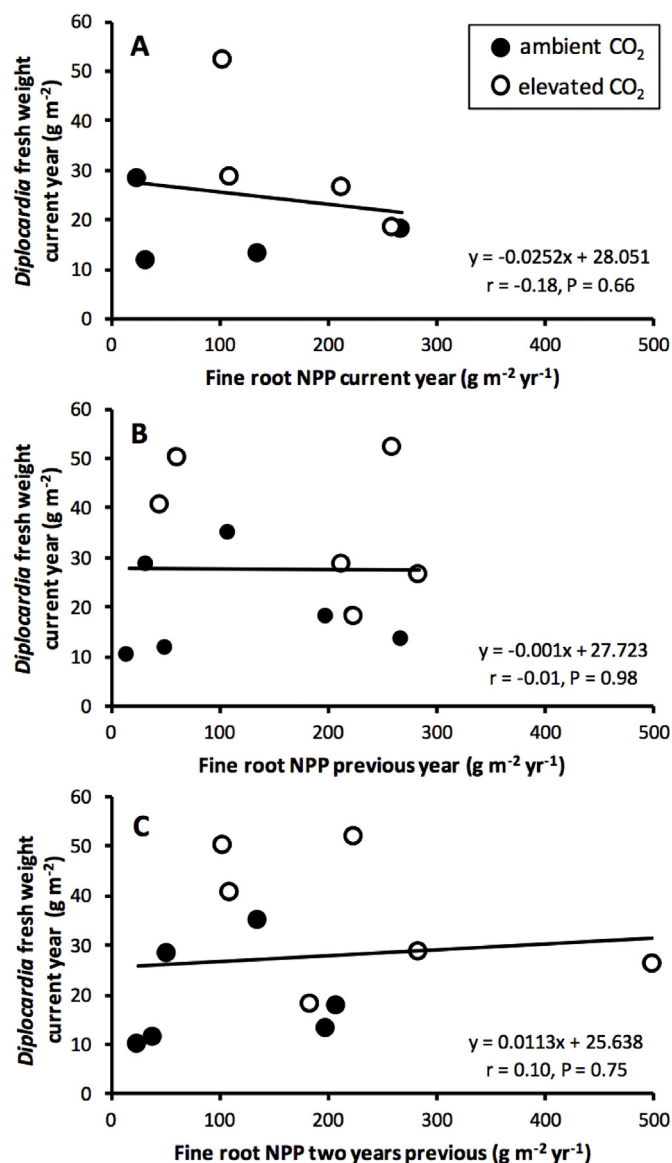 A
ambient CO2
elevated CO2
60
50
40
30
20
10
0
Diplocardia fresh weight
current year (g m-2)
y = -0.0252x + 28.051
r = -0.18, P = 0.66
0 100 200 300 400 500
Fine root NPP current year (g m-2 yr-1)
B
60
50
40
30
20
10
0
Diplocardia fresh weight
current year (g m-2)
y = -0.001x + 27.723
r = -0.01, P = 0.98
0 100 200 300 400 500
Fine root NPP previous year (g m-2 yr-1)
C
60
50
40
30
20
10
0
Diplocardia fresh weight
current year (g m-2)
y = 0.0113x + 25.638
r = 0.10, P = 0.75
0 100 200 300 400 500
Fine root NPP two years previous (g m-2 yr-1)